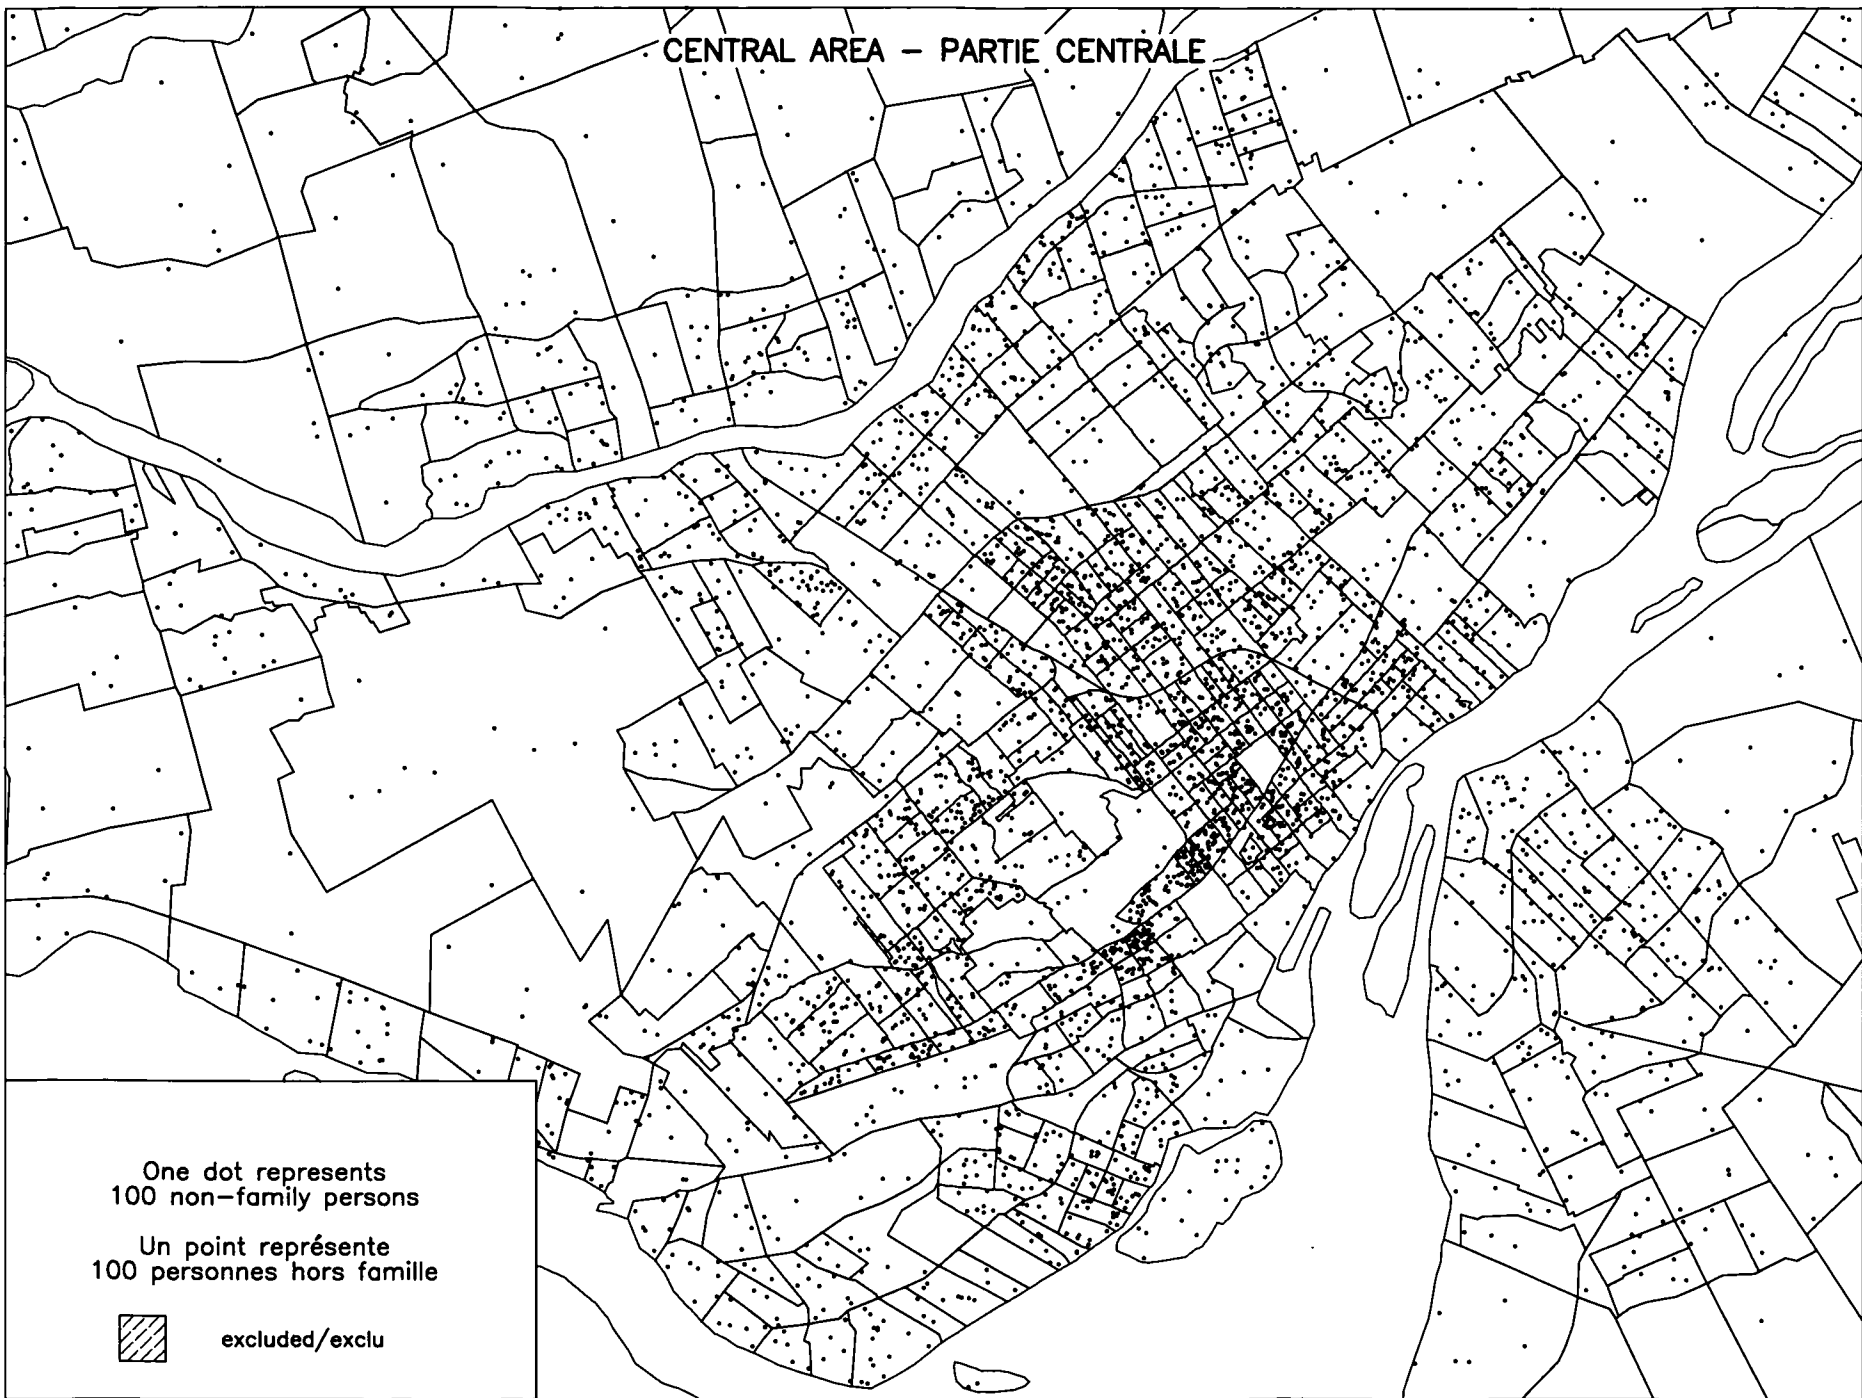 CENTRAL AREA – PARTIE CENTRALE
One dot represents
100 non-family persons
Un point représente
100 personnes hors famille
excluded/exclu